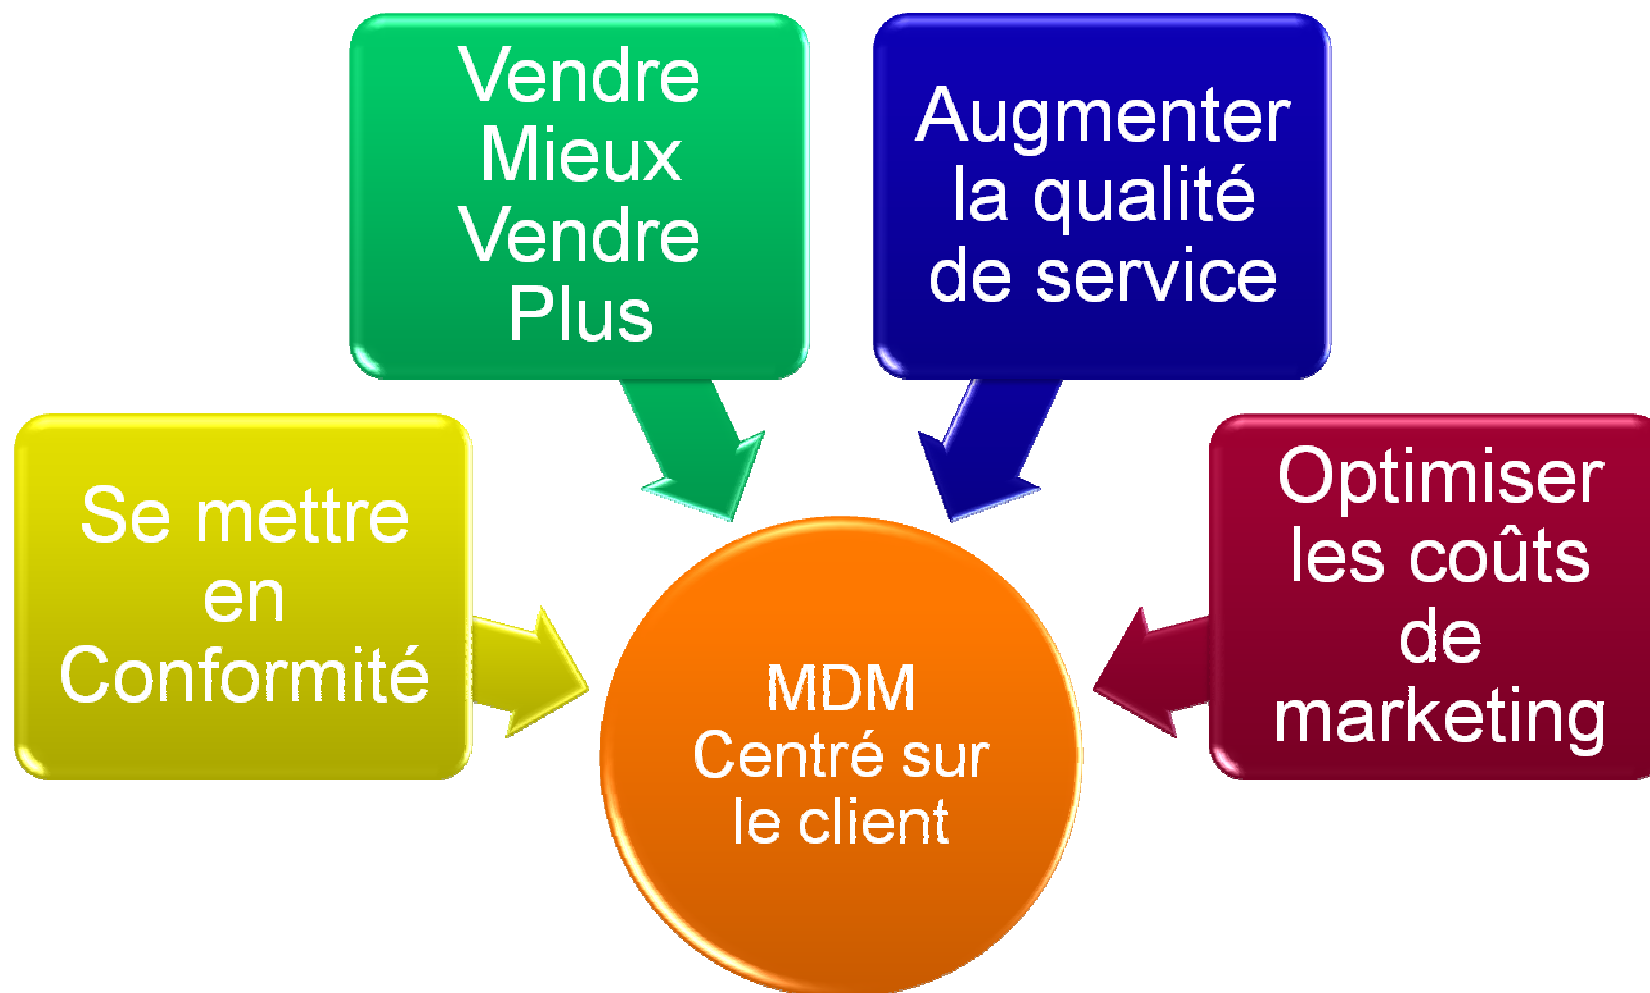 Vendre
Mieux
Vendre
Plus
Augmenter
la qualité
de service
Se mettre
en
Conformité
Optimiser
les coûts
de
marketing
MDM
Centré sur
le client